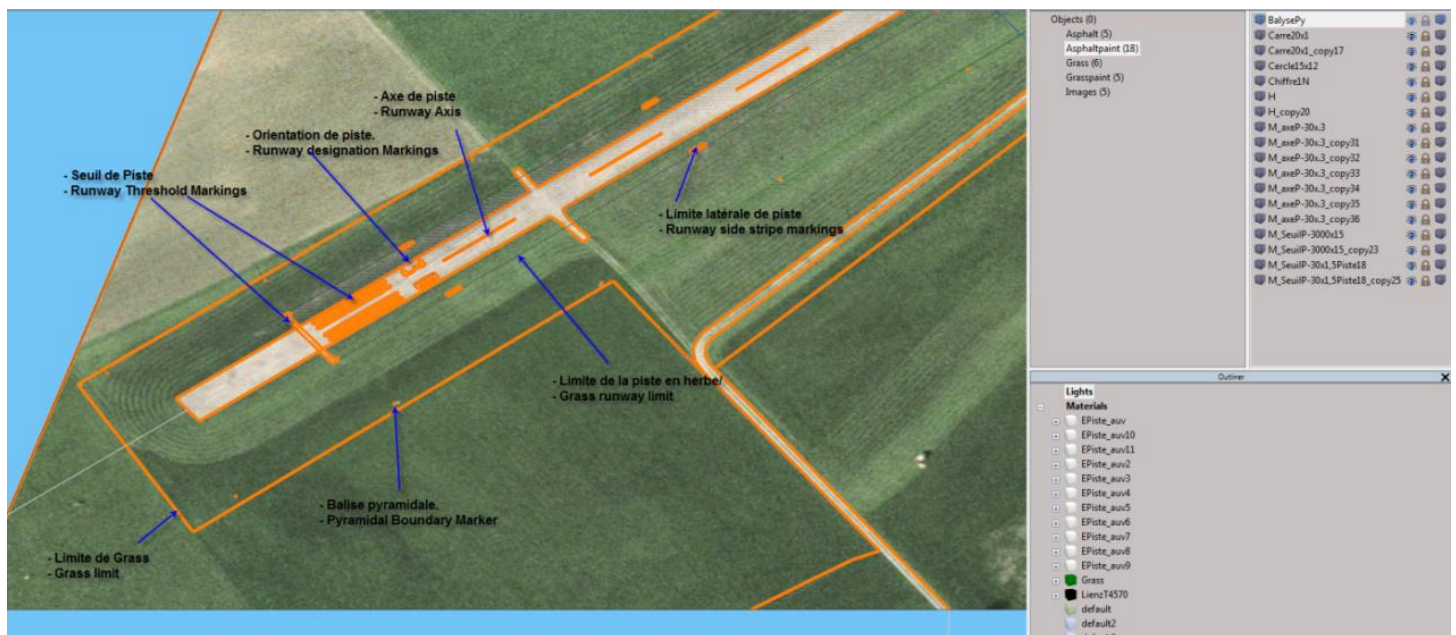 - Axe de piste
- Runway Axis
- Orientation de piste.
- Runway designation Markings
- Seuil de Piste
- Runway Threshold Markings
- Limite latérale de piste
- Runway side stripe markings
- Limite de la piste en herbe/
- Grass runway limit
- Balise pyramidale.
- Pyramidal Boundary Marker
- Limite de Grass
- Grass limit
Objects (0)
Asphalt (5)
Asphaltpaint (18)
Grass (6)
Grasspaint (5)
Images (5)
BalysePy
Carre20x1
Carre20x1_copy17
Cercle15x12
Chiffre1N
H
H_copy20
M_axeP-30x.3
M_axeP-30x.3_copy31
M_axeP-30x.3_copy32
M_axeP-30x.3_copy33
M_axeP-30x.3_copy34
M_axeP-30x.3_copy35
M_axeP-30x.3_copy36
M_SeuilP-3000x15
M_SeuilP-3000x15_copy23
M_SeuilP-30x1,5Piste18
M_SeuilP-30x1,5Piste18_copy25
Outliner
Lights
Materials
EPiste_auv
EPiste_auv10
EPiste_auv11
EPiste_auv2
EPiste_auv3
EPiste_auv4
EPiste_auv5
EPiste_auv6
EPiste_auv7
EPiste_auv8
EPiste_auv9
Grass
LienzT4570
default
default2